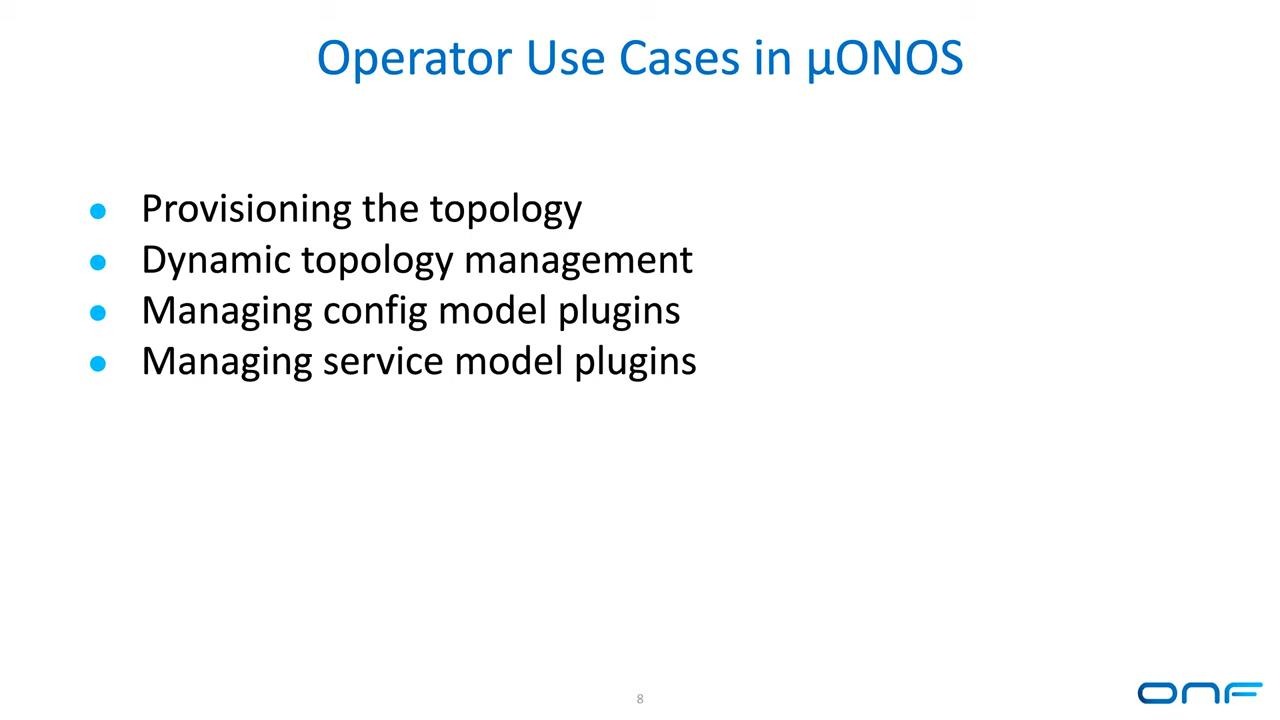 Operator Use Cases in µONOS
● Provisioning the topology
● Dynamic topology management
● Managing config model plugins
● Managing service model plugins
8
ONF